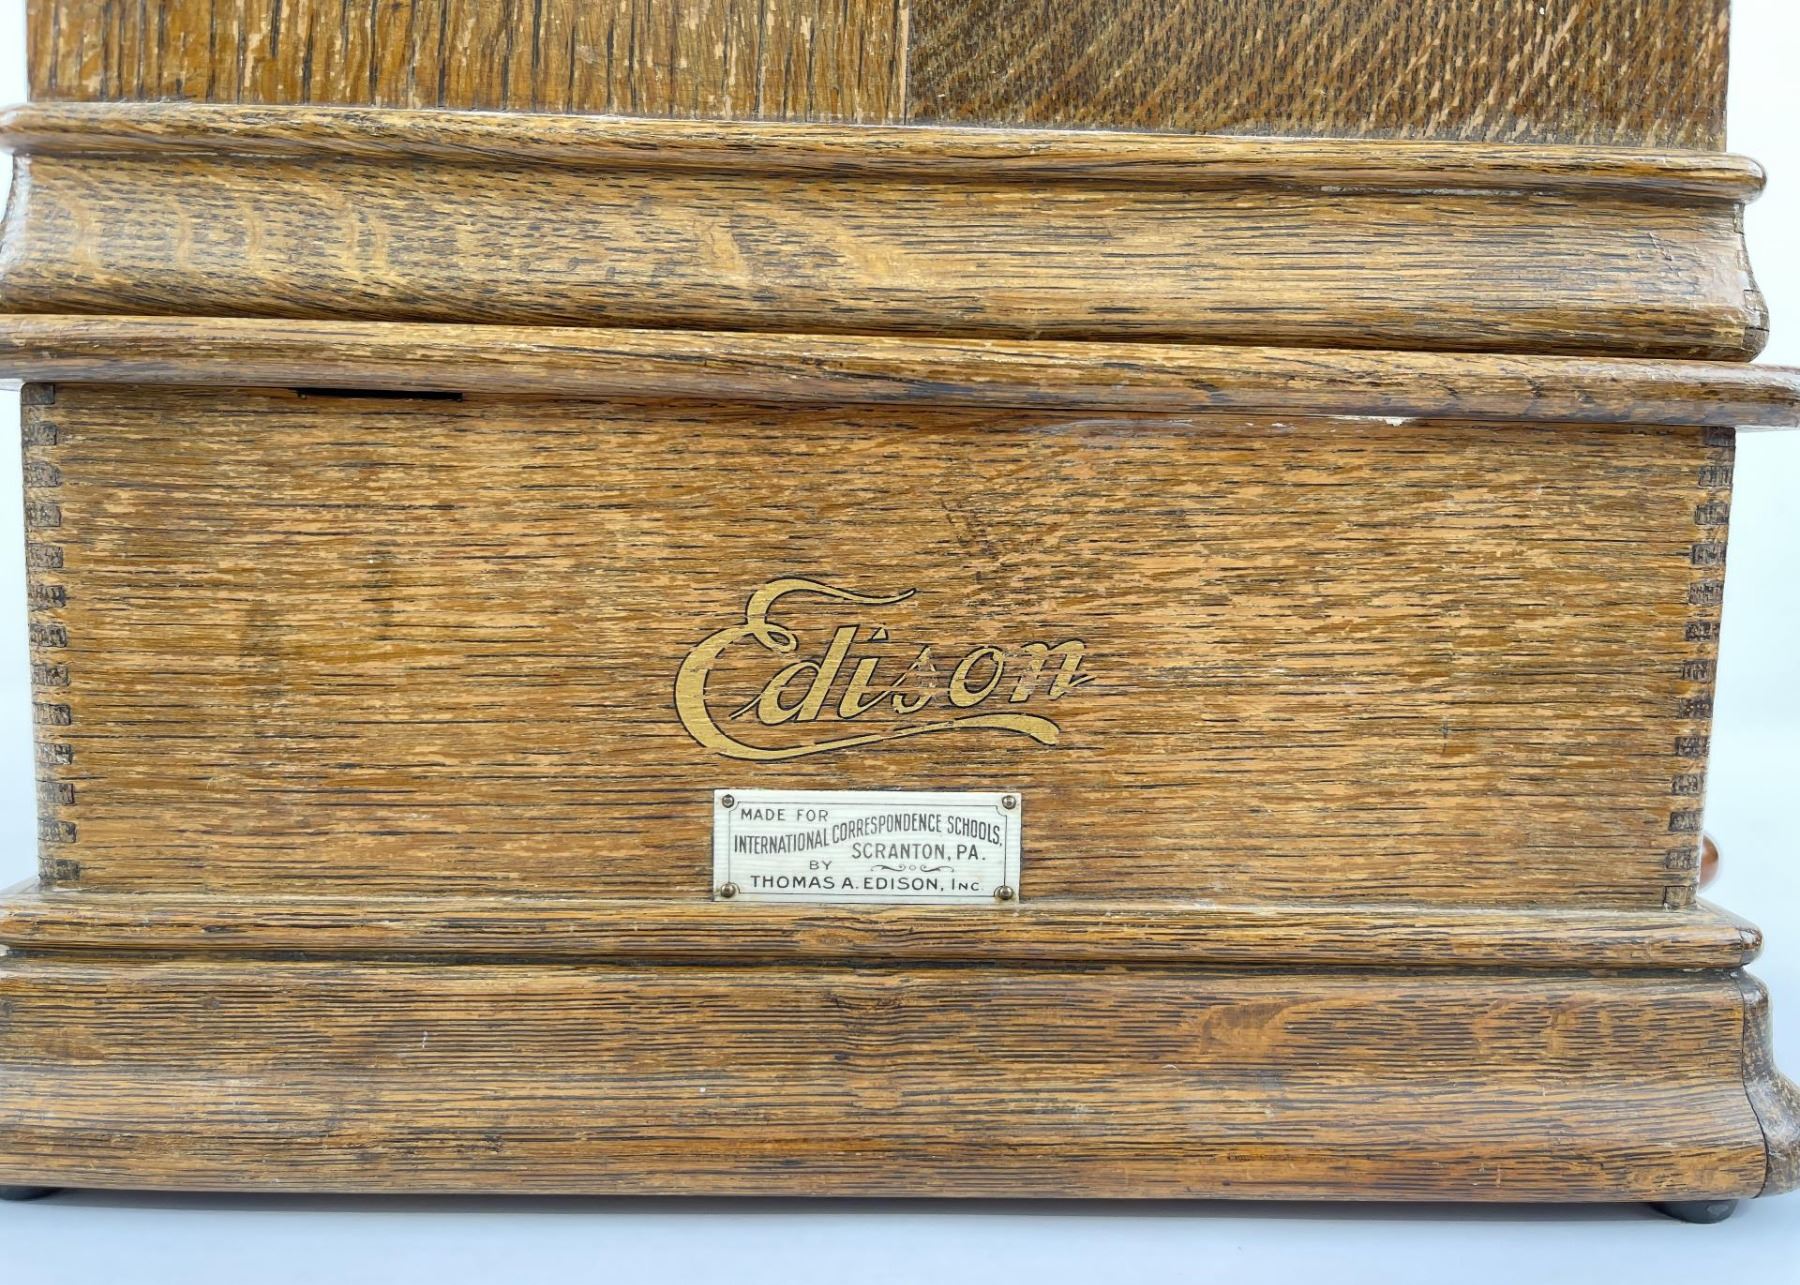 Edison
MADE FOR
INTERNATIONAL CORRESPONDENCE SCHOOLS,
SCRANTON, PA.
BY
THOMAS A. EDISON, INC.